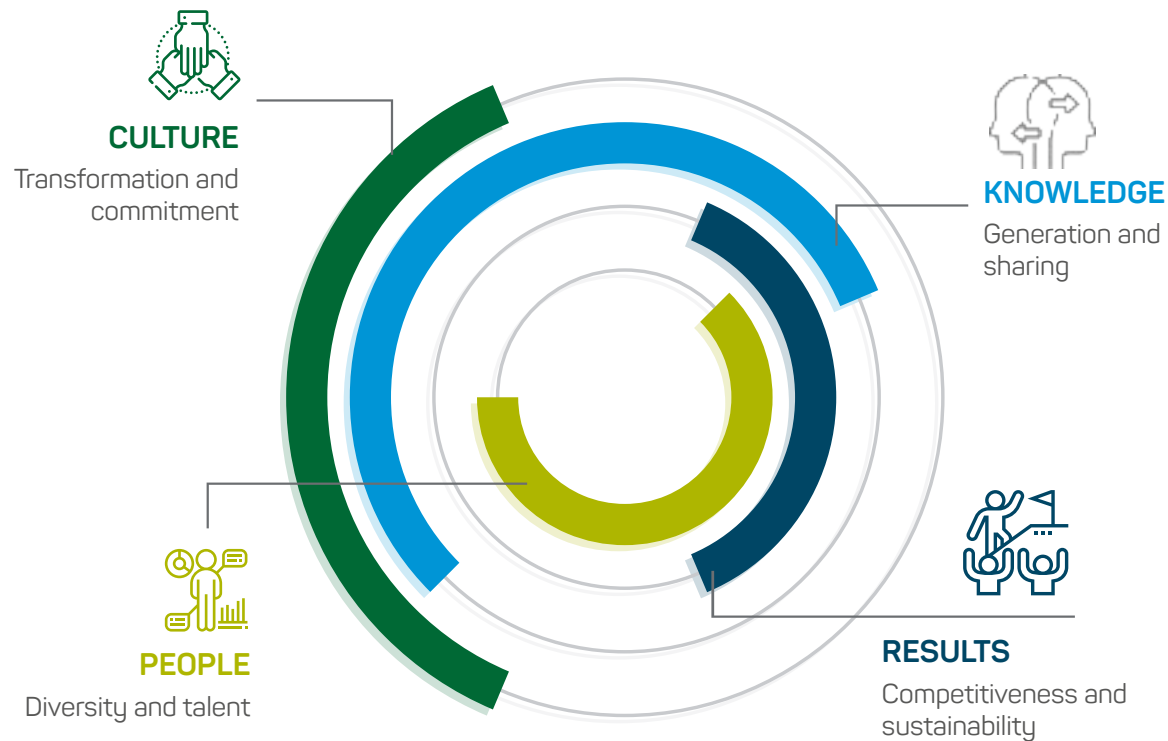 CULTURE
Transformation and
commitment
KNOWLEDGE
Generation and
sharing
PEOPLE
Diversity and talent
RESULTS
Competitiveness and
sustainability